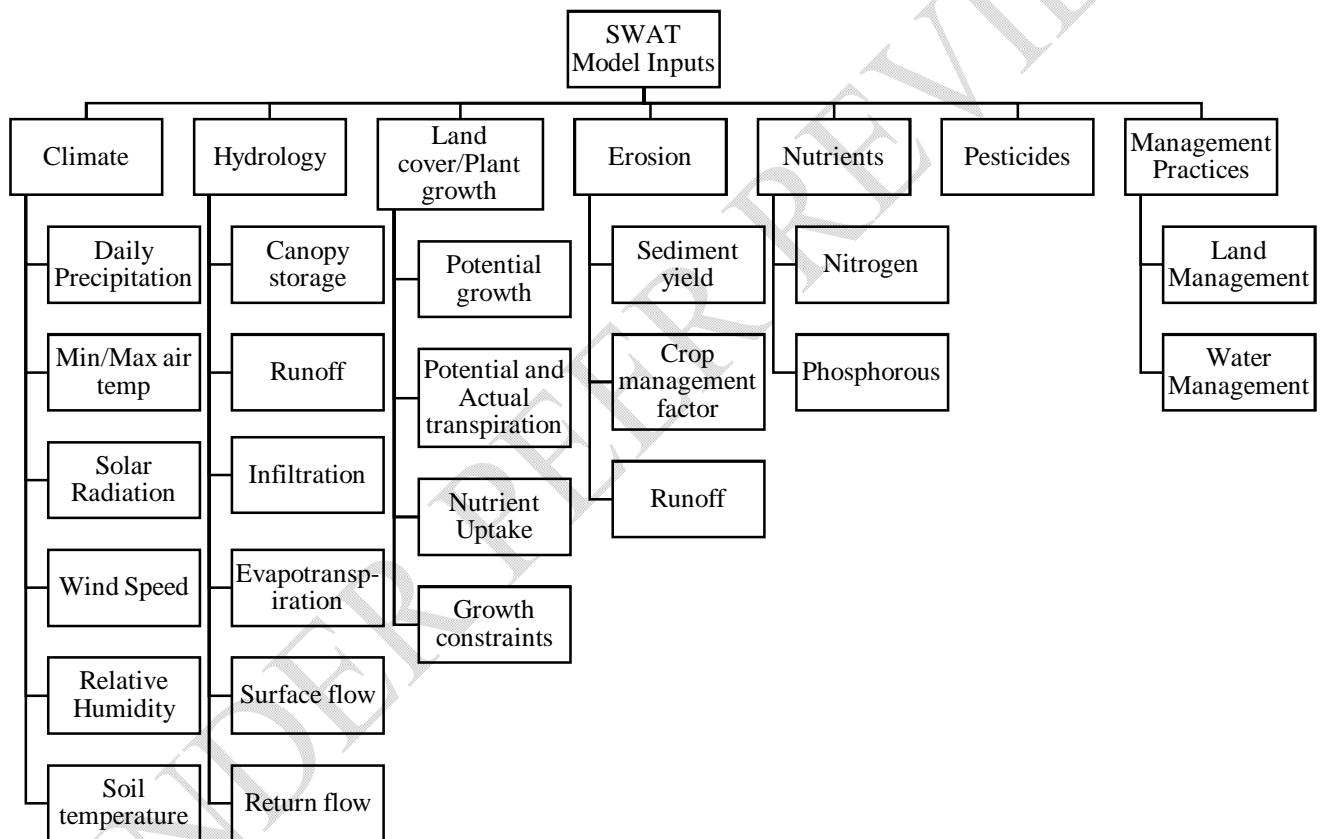 SWAT
Model Inputs
Climate
Hydrology
Land
cover/Plant
growth
Erosion
Nutrients
Pesticides
Management
Practices
Daily
Precipitation
Min/Max air
temp
Solar
Radiation
Wind Speed
Relative
Humidity
Soil
temperature
Canopy
storage
Runoff
Infiltration
Evapotransp-
iration
Surface flow
Return flow
Potential
growth
Potential and
Actual
transpiration
Nutrient
Uptake
Growth
constraints
Sediment
yield
Crop
management
factor
Runoff
Nitrogen
Phosphorous
Land
Management
Water
Management
NDER PEER REVI